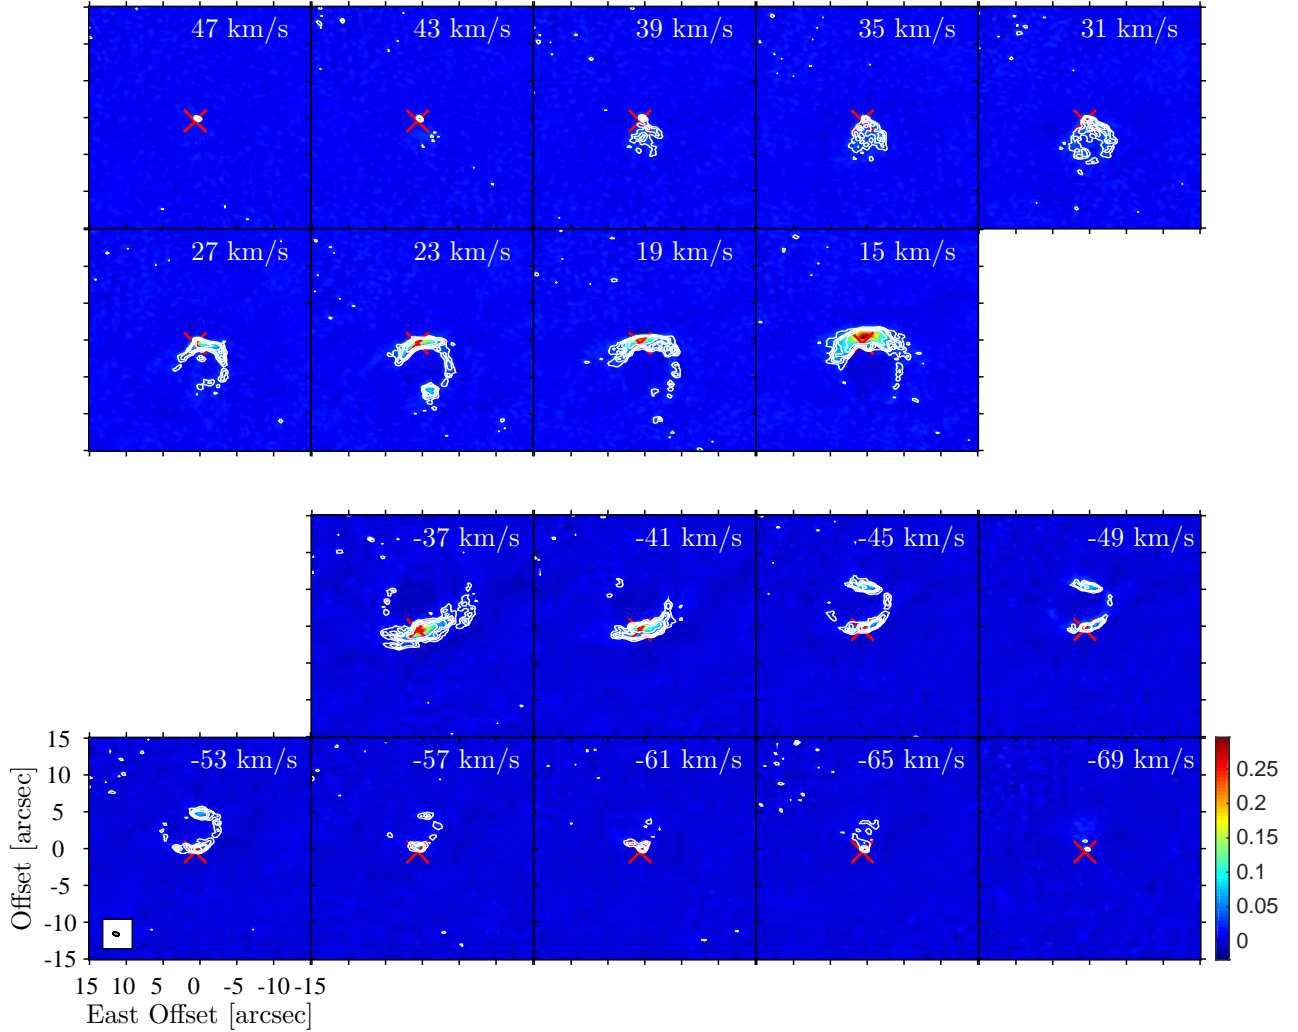 47 km/s 43 km/s 39 km/s 35 km/s 31 km/s
27 km/s 23 km/s 19 km/s 15 km/s
-37 km/s -41 km/s -45 km/s -49 km/s
-53 km/s -57 km/s -61 km/s -65 km/s -69 km/s
15
10
5
0
-5
-10
-15
Offset [arcsec]
0.25
0.2
0.15
0.1
0.05
0
15 10 5 0 -5 -10 -15
East Offset [arcsec]